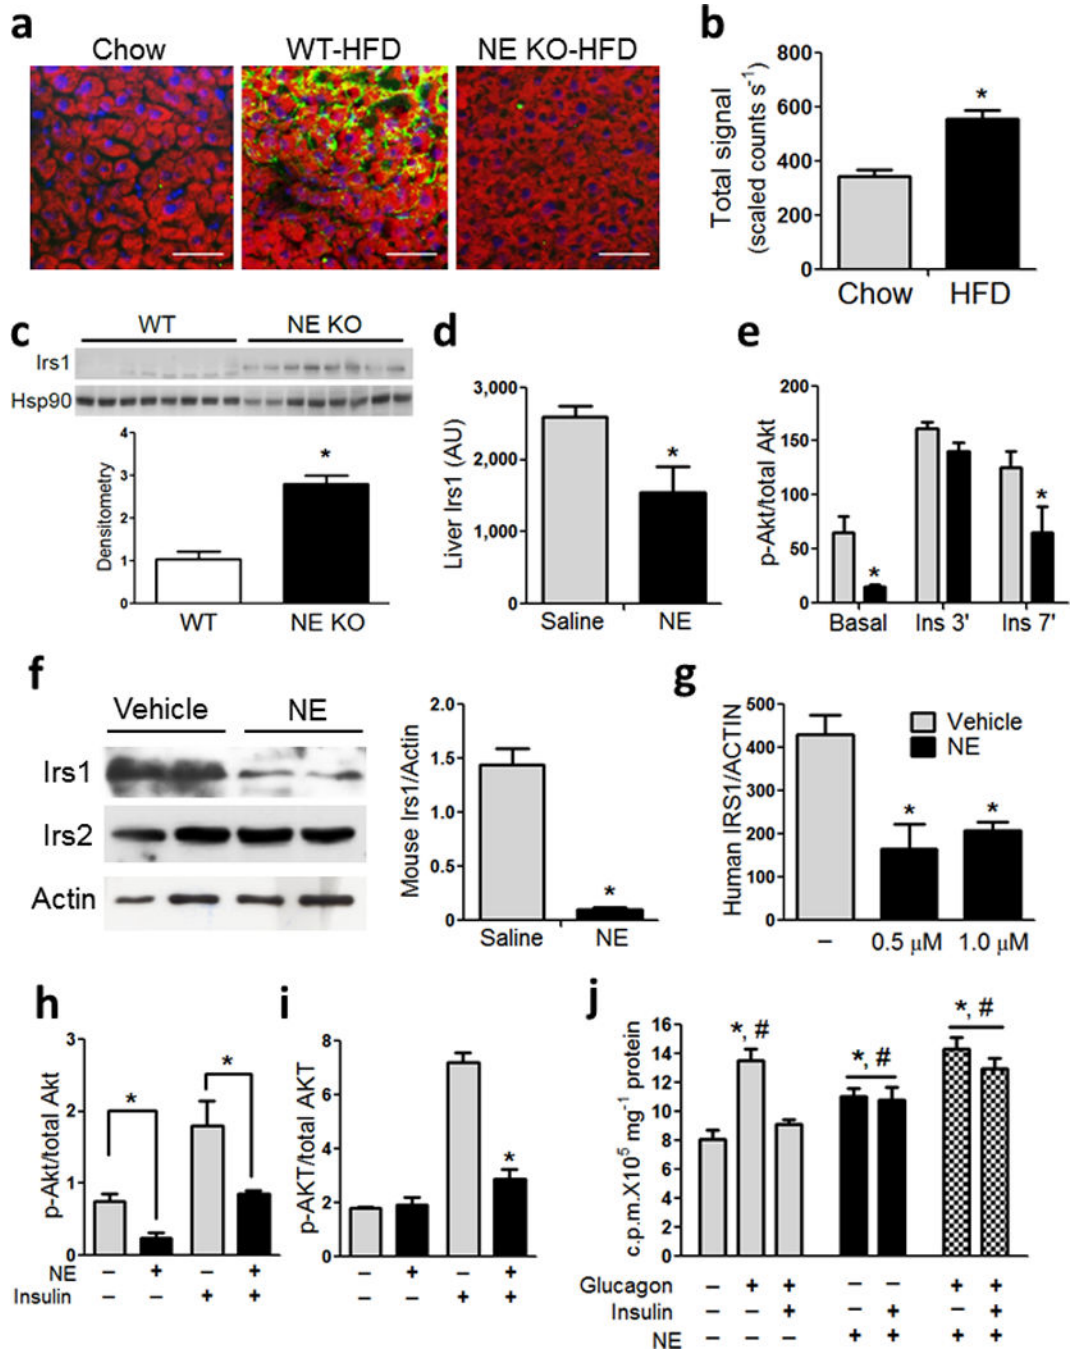 a
Chow
WT-HFD
NE KO-HFD
b
Total signal
(scaled counts s-1)
800
600
400
200
0
*
Chow
HFD
c
WT
NE KO
Irs1
Hsp90
Densitometry
4
3
2
1
0
*
WT
NE KO
d
Liver Irs1 (AU)
3,000
2,000
1,000
0
*
Saline
NE
e
p-Akt/total Akt
200
150
100
50
0
*
*
Basal
Ins 3'
Ins 7'
f
Vehicle
NE
Irs1
Irs2
Actin
Mouse Irs1/Actin
2.0
1.5
1.0
0.5
0
*
Saline
NE
g
Human IRS1/ACTIN
500
400
300
200
100
0
Vehicle
NE
*
*
–
0.5 µM
1.0 µM
h
p-Akt/total Akt
3
2
1
0
*
*
NE – + – +
Insulin – – + +
i
p-AKT/total AKT
8
6
4
2
0
*
– + – +
– – + +
j
c.p.m.X105 mg-1 protein
16
14
12
10
8
6
4
2
0
*, #
*, #
*, #
Glucagon – + + – – + +
Insulin – – + – + – +
NE – – – + + + +